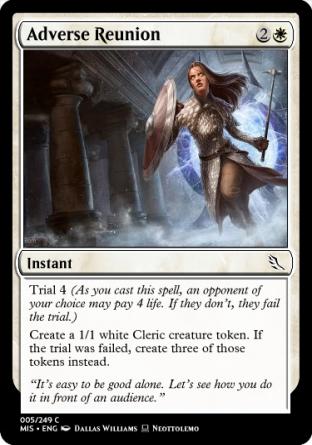 Adverse Reunion 2
Instant
Trial 4 (As you cast this spell, an opponent of
your choice may pay 4 life. If they don't, they fail
the trial.)
Create a 1/1 white Cleric creature token. If
the trial was failed, create three of those
tokens instead.
"It's easy to be good alone. Let's see how you do
it in front of an audience."
005/249 C
MIS • ENG Dallas Williams Neottolemo